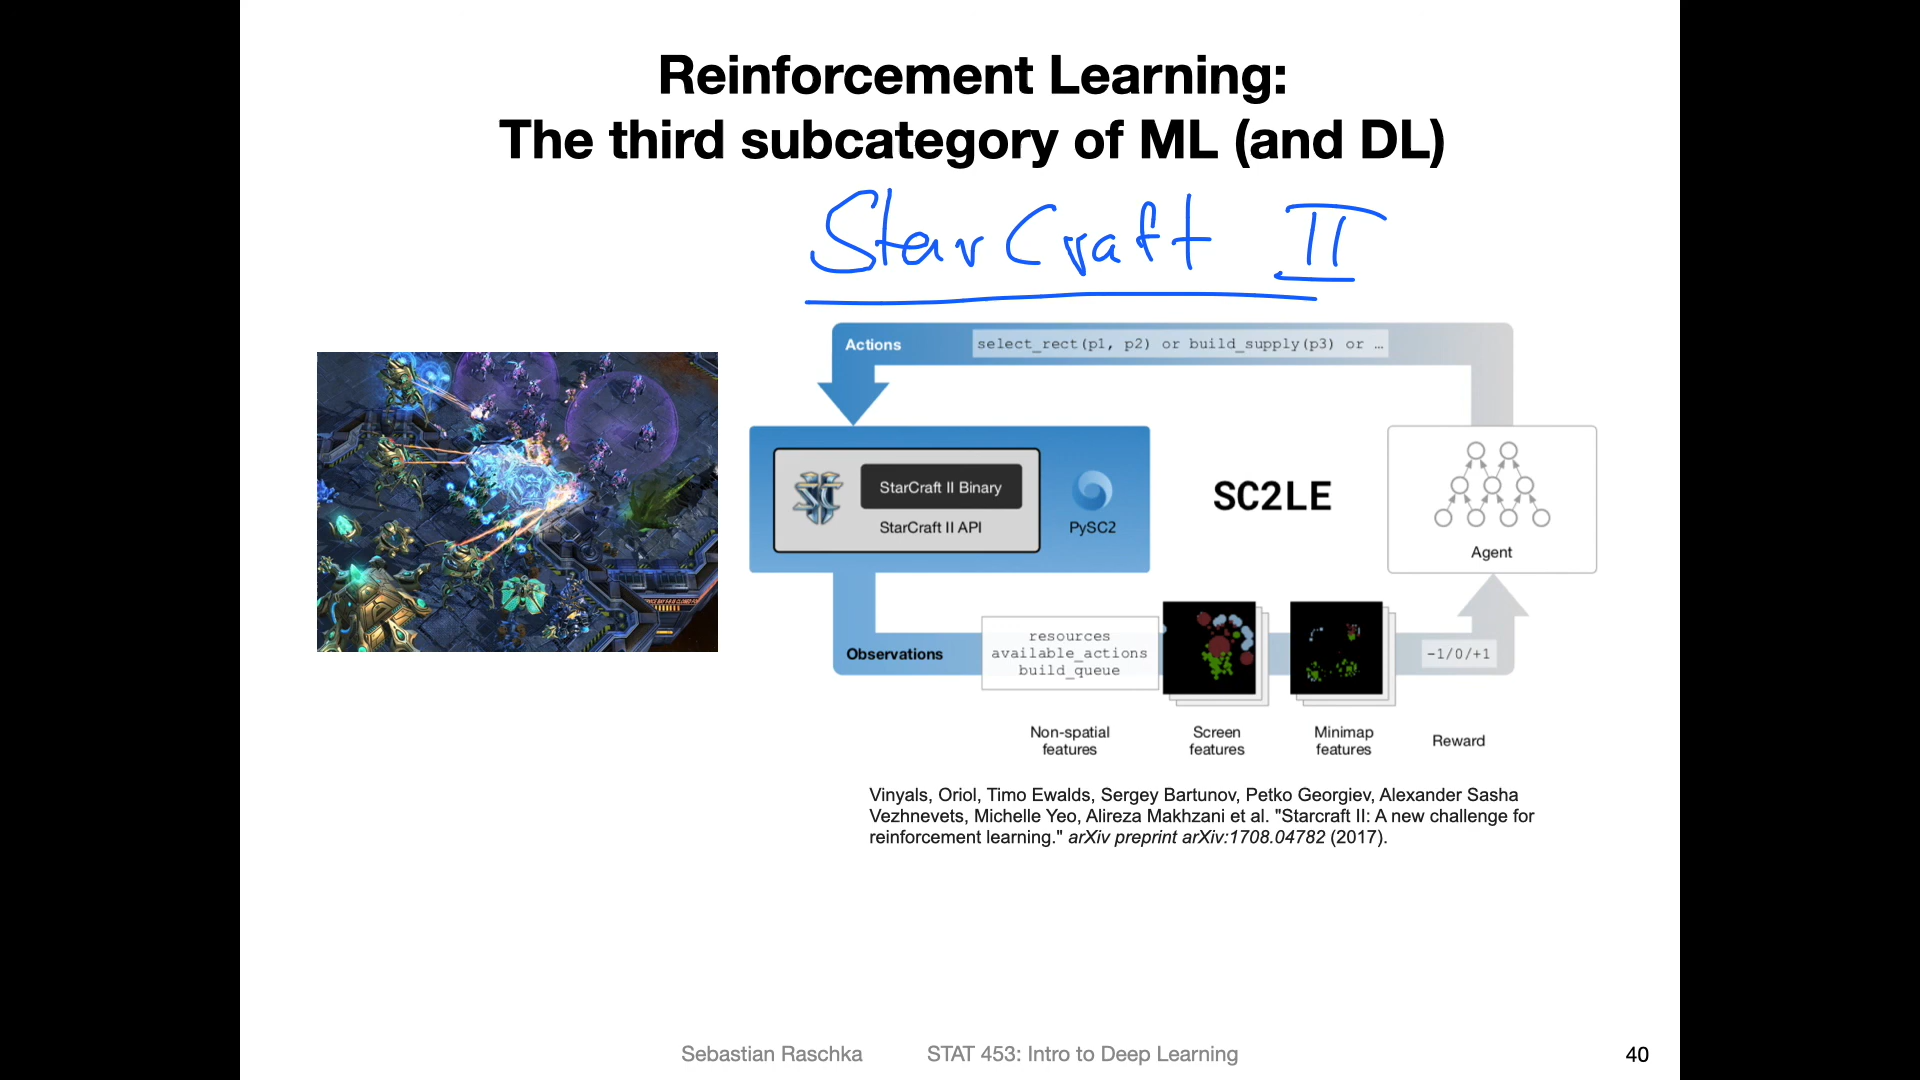 Reinforcement Learning:
The third subcategory of ML (and DL)
StarCraft II
Actions
select_rect(p1, p2) or build_supply(p3) or …
StarCraft II Binary
StarCraft II API
PySC2
SC2LE
Agent
Observations
resources
available_actions
build_queue
-1/0/+1
Non-spatial
features
Screen
features
Minimap
features
Reward
Vinyals, Oriol, Timo Ewalds, Sergey Bartunov, Petko Georgiev, Alexander Sasha
Vezhnevets, Michelle Yeo, Alireza Makhzani et al. "Starcraft II: A new challenge for
reinforcement learning." arXiv preprint arXiv:1708.04782 (2017).
Sebastian Raschka STAT 453: Intro to Deep Learning 40